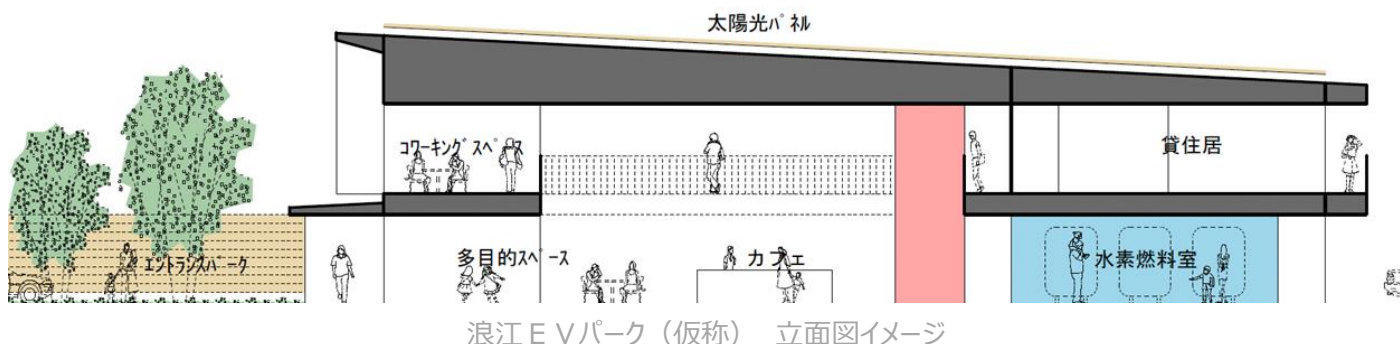 太陽光パネル
コワーキングスペース
貸住居
エントランスパーク
多目的スペース
カフェ
水素燃料室
浪江ＥＶパーク（仮称）　立面図イメージ